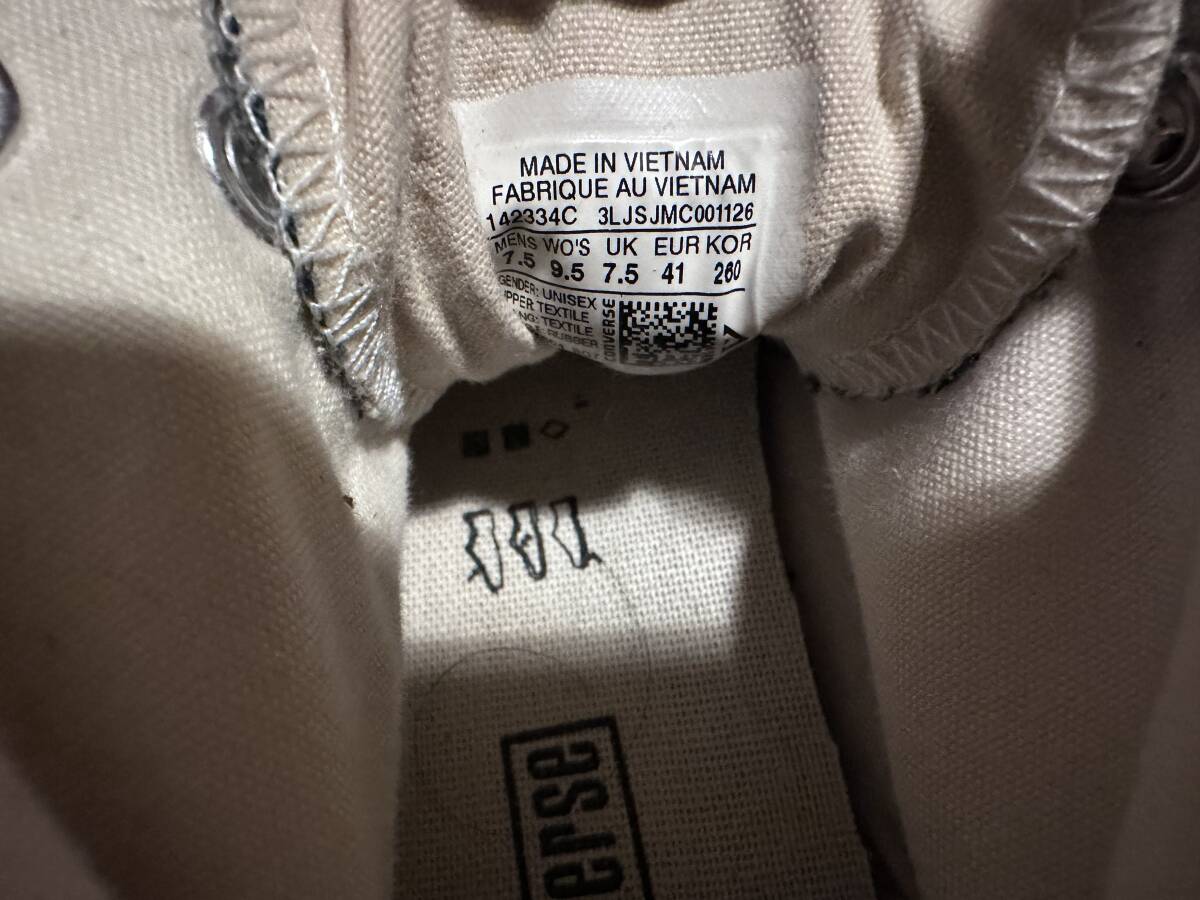 MADE IN VIETNAM
FABRIQUE AU VIETNAM
142334C 3LJSJMC001126
MENS WO'S UK EUR KOR
7.5 9.5 7.5 41 260
GENDER: UNISEX
UPPER TEXTILE
TEXTILE
RUBBER
CONVERSE
erse